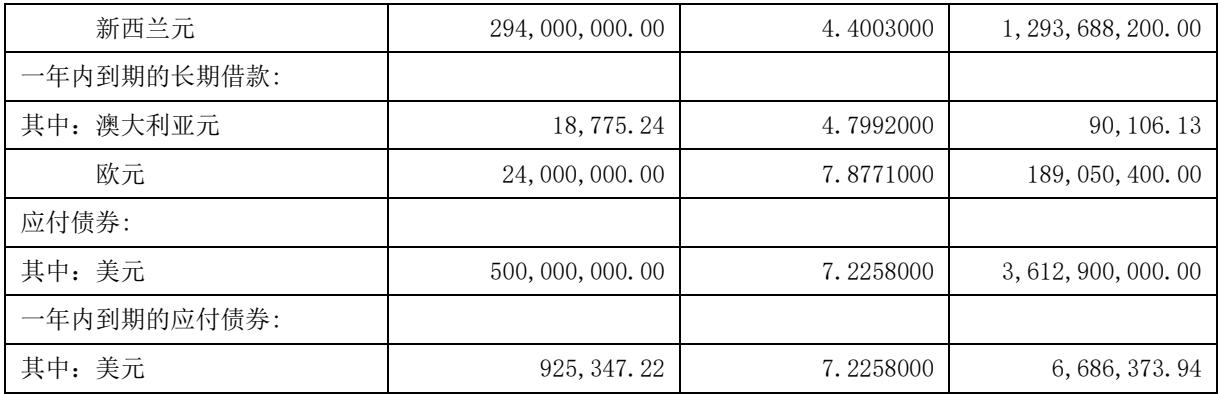 新西兰元 294,000,000.00 4.4003000 1,293,688,200.00
一年内到期的长期借款：
其中：澳大利亚元 18,775.24 4.7992000 90,106.13
欧元 24,000,000.00 7.8771000 189,050,400.00
应付债券：
其中：美元 500,000,000.00 7.2258000 3,612,900,000.00
一年内到期的应付债券：
其中：美元 925,347.22 7.2258000 6,686,373.94